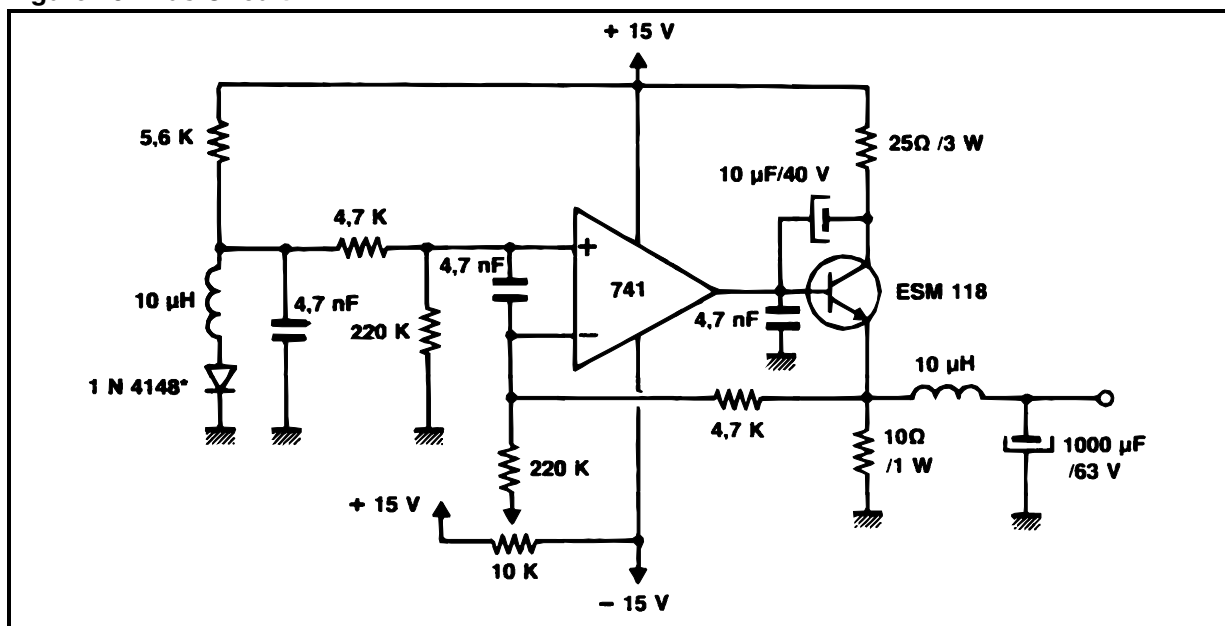 + 15 V
5,6 K
25Ω /3 W
10 µF/40 V
4,7 K
+
4,7 nF
741
ESM 118
10 µH
4,7 nF
220 K
−
4,7 nF
10 µH
1 N 4148*
4,7 K
10Ω
/1 W
1000 µF
/63 V
220 K
+ 15 V
10 K
− 15 V